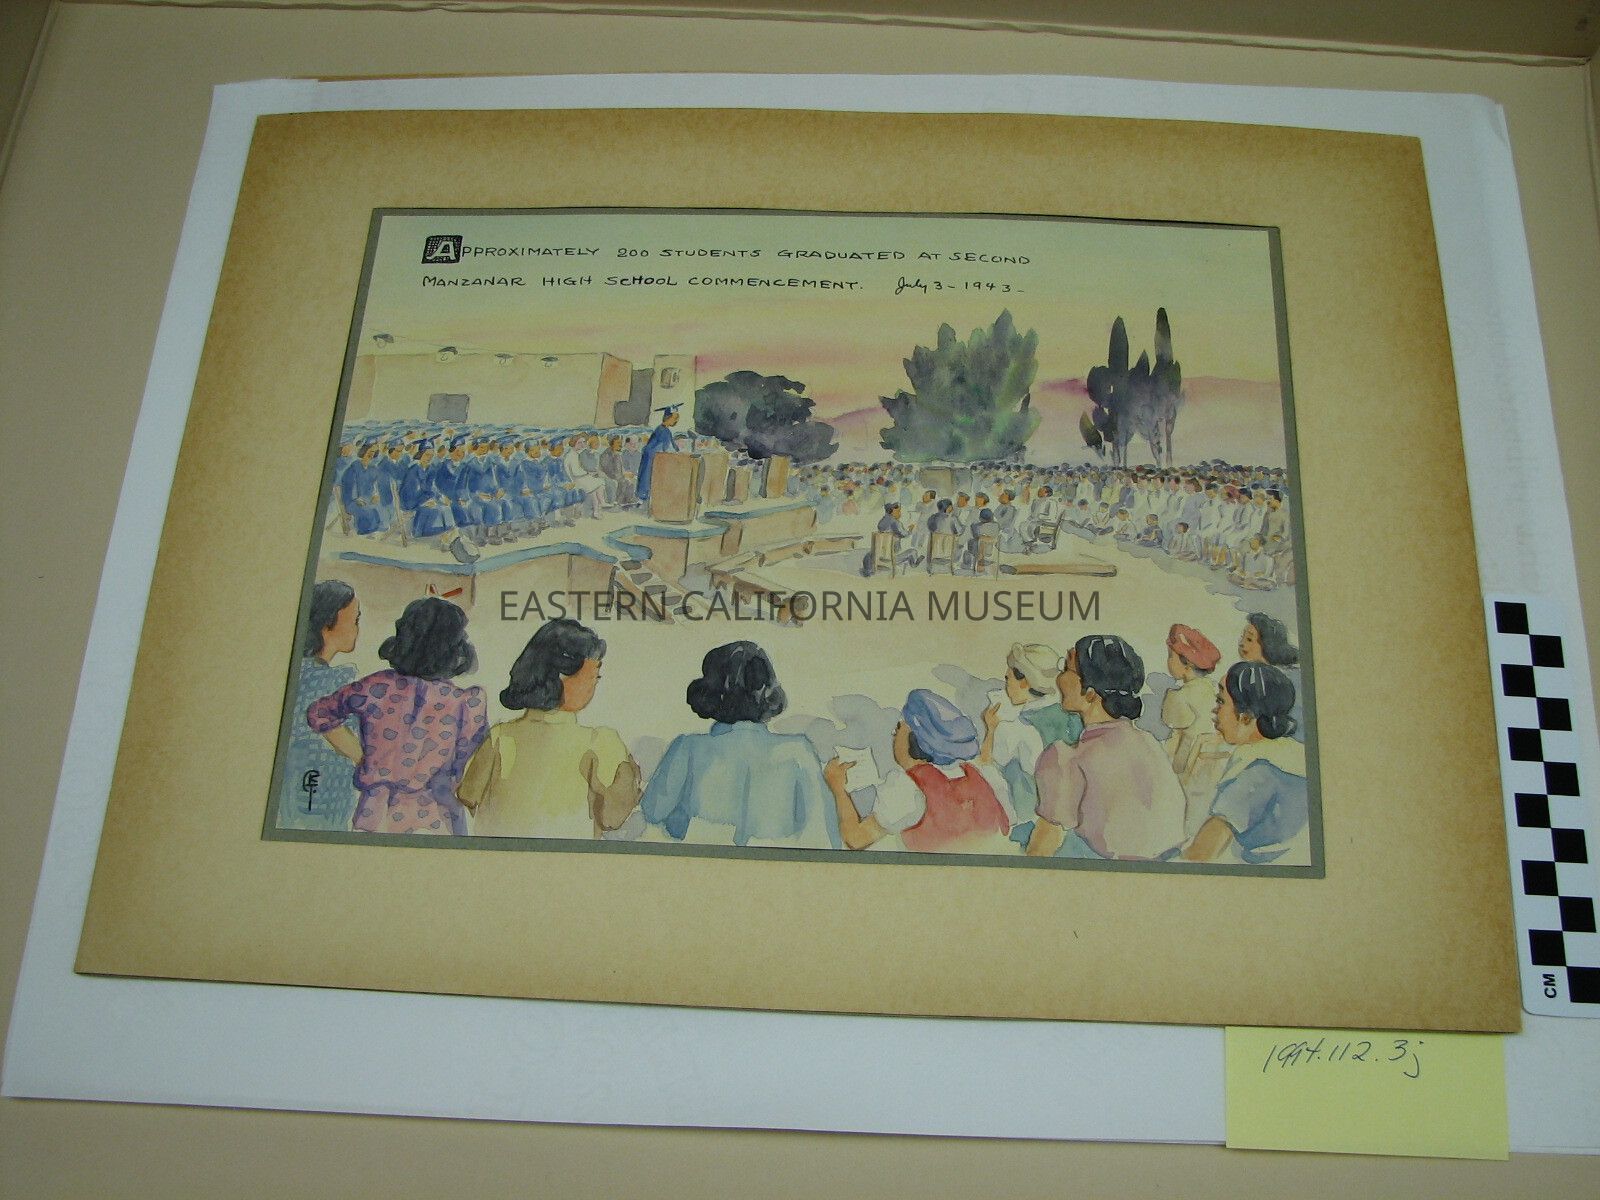 APPROXIMATELY 200 STUDENTS GRADUATED AT SECOND
MANZANAR HIGH SCHOOL COMMENCEMENT. July 3-1943-
EASTERN CALIFORNIA MUSEUM
CM
1994.112.3j